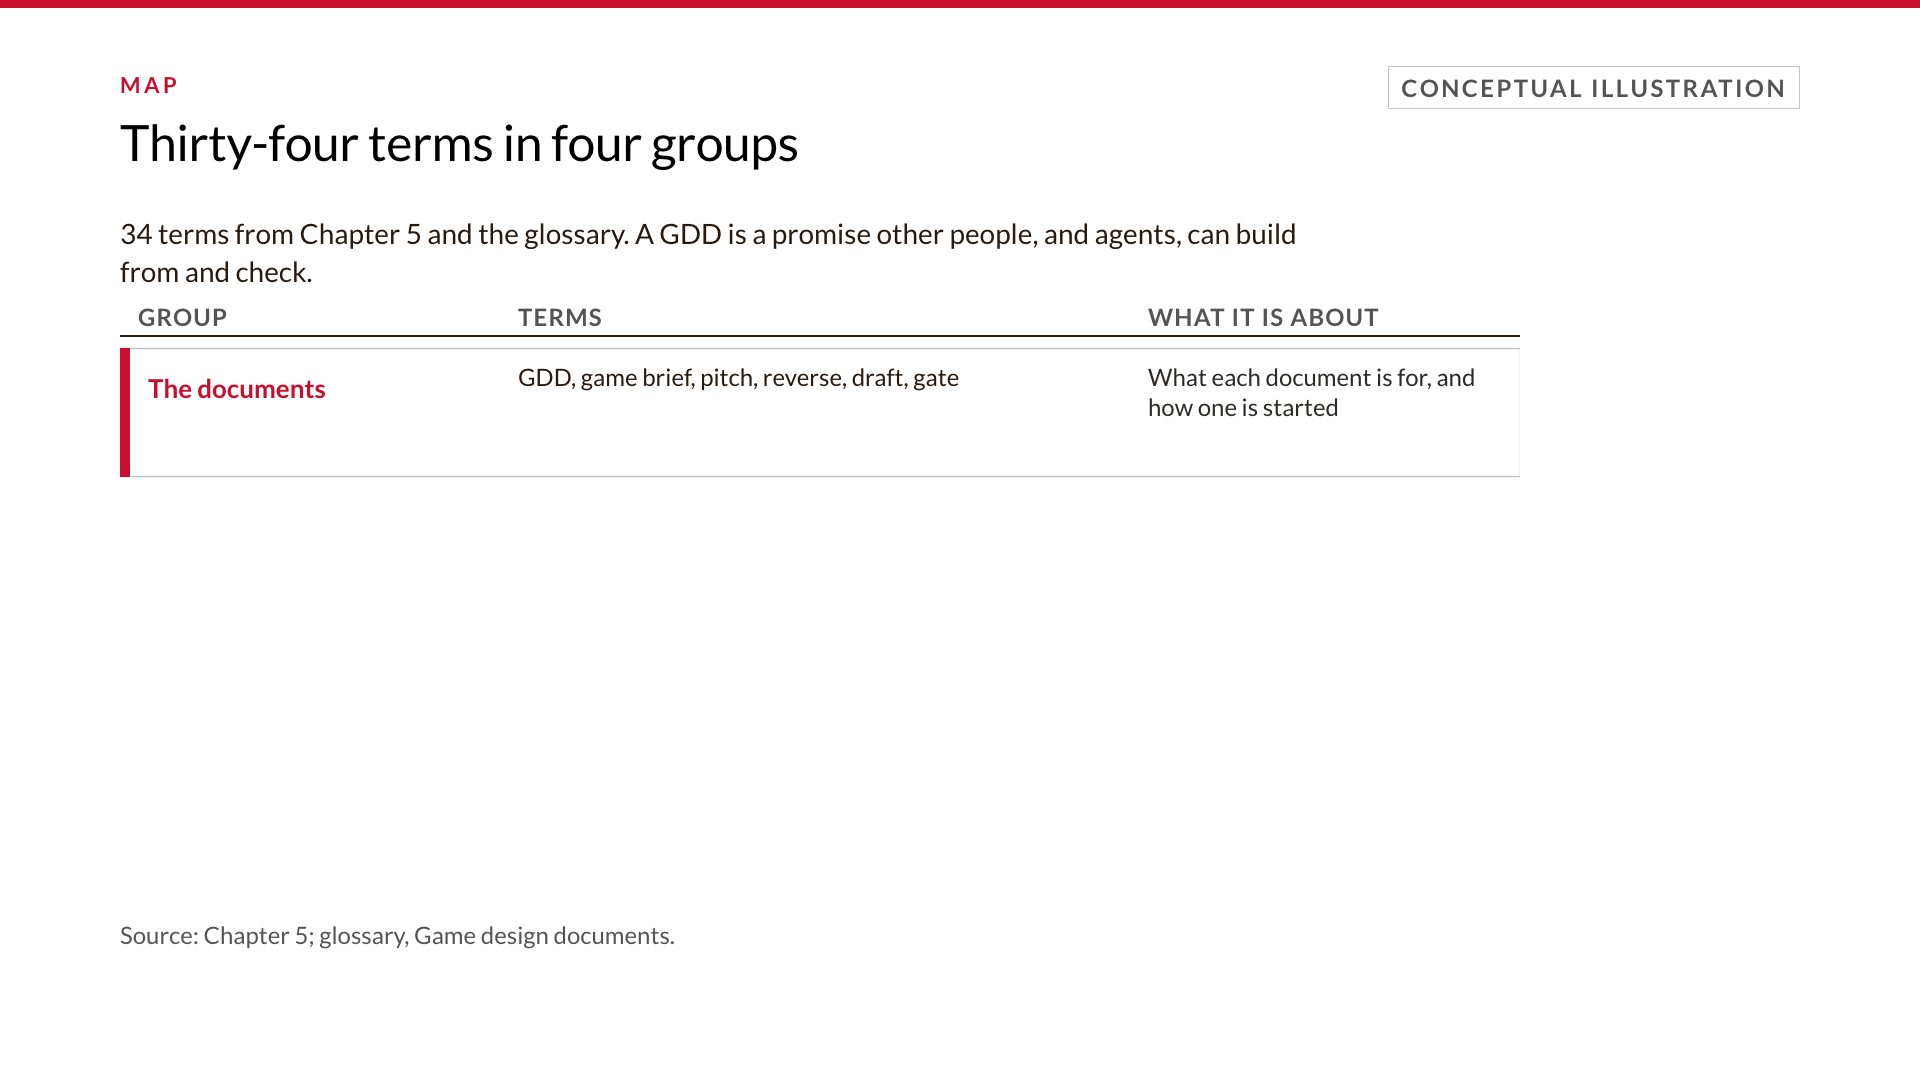 MAP
CONCEPTUAL ILLUSTRATION
Thirty-four terms in four groups
34 terms from Chapter 5 and the glossary. A GDD is a promise other people, and agents, can build
from and check.
GROUP TERMS WHAT IT IS ABOUT
The documents
GDD, game brief, pitch, reverse, draft, gate
What each document is for, and
how one is started
Source: Chapter 5; glossary, Game design documents.